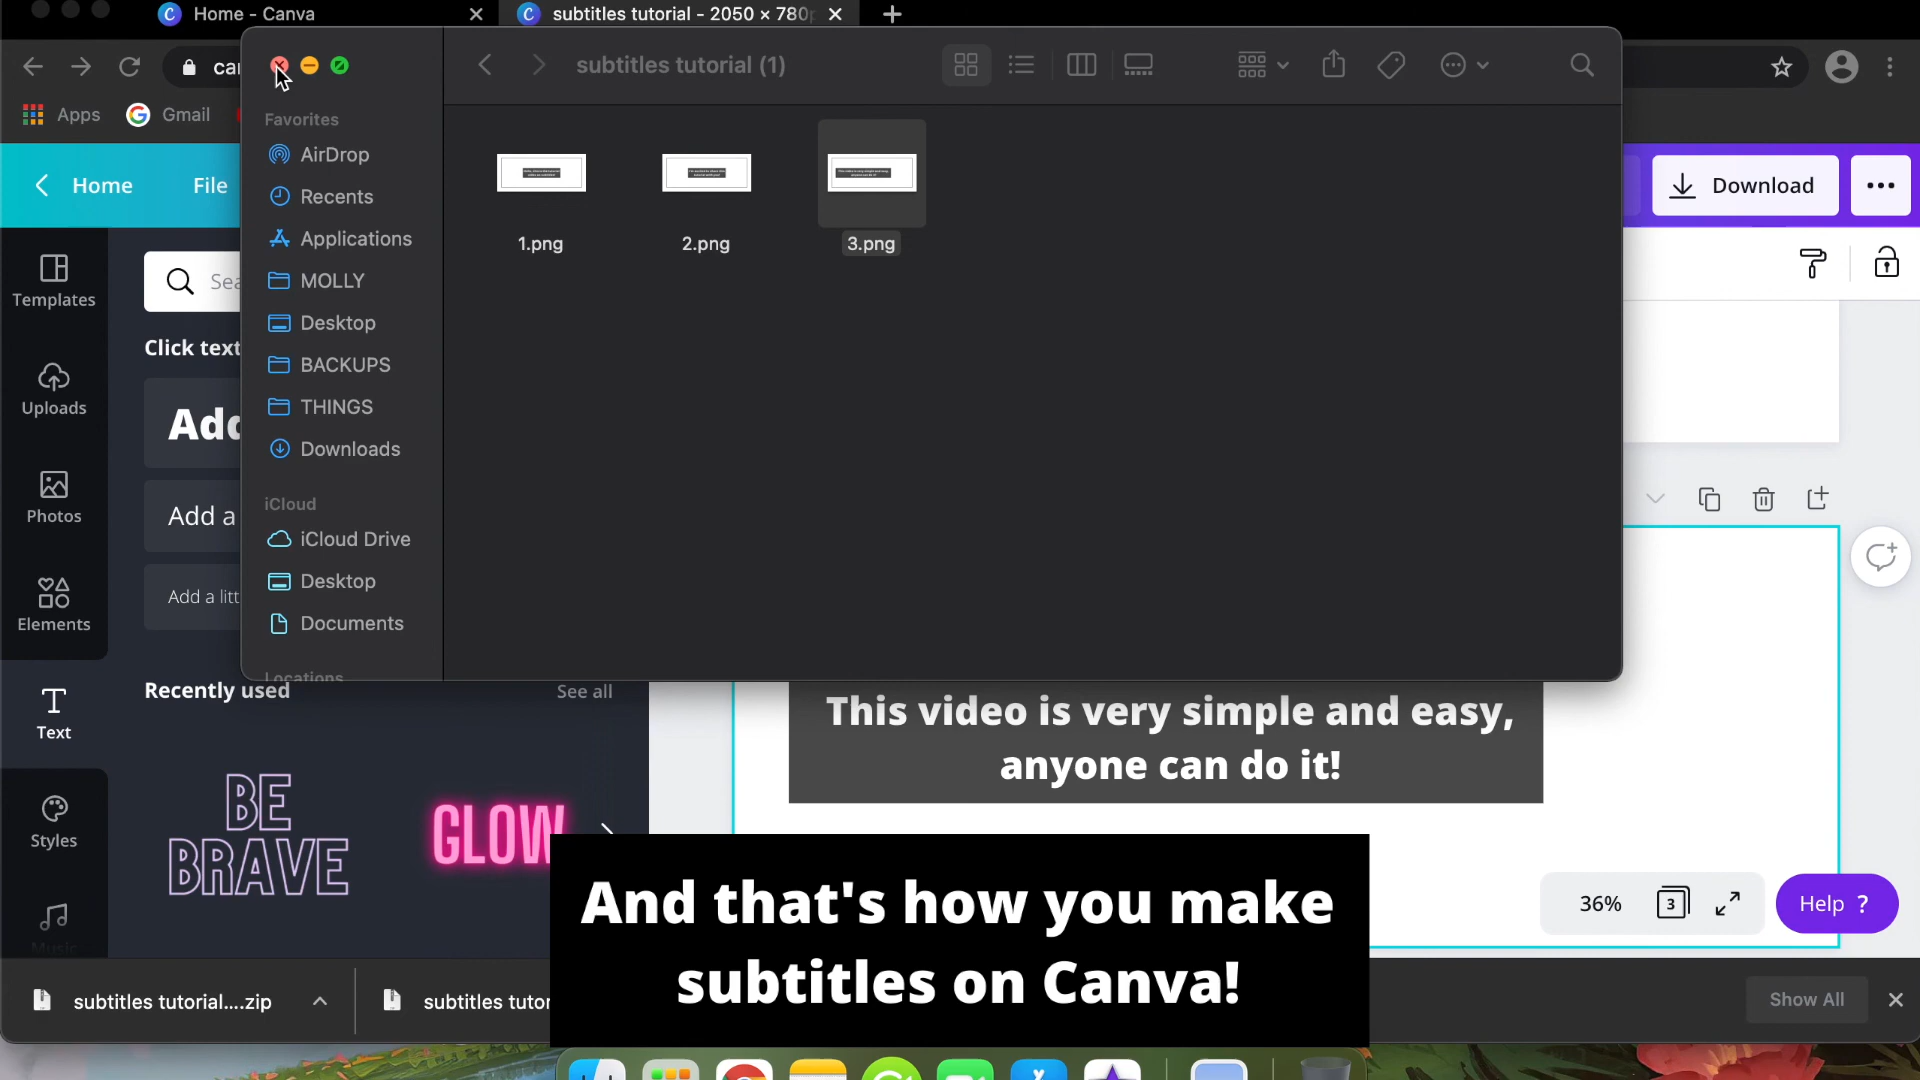 Home - Canva
subtitles tutorial - 2050 × 780
subtitles tutorial (1)
Apps
Gmail
Favorites
AirDrop
Recents
Applications
MOLLY
Desktop
BACKUPS
THINGS
Downloads
iCloud
iCloud Drive
Desktop
Documents
Locations
1.png
2.png
3.png
Home
File
Download
Templates
Uploads
Photos
Elements
Text
Styles
Music
Click text
Add
Add a
Add a litt
Recently used
See all
BE
BRAVE
GLOW
This video is very simple and easy,
anyone can do it!
36%
3
Help ?
And that's how you make
subtitles on Canva!
subtitles tutorial....zip
subtitles tutor
Show All